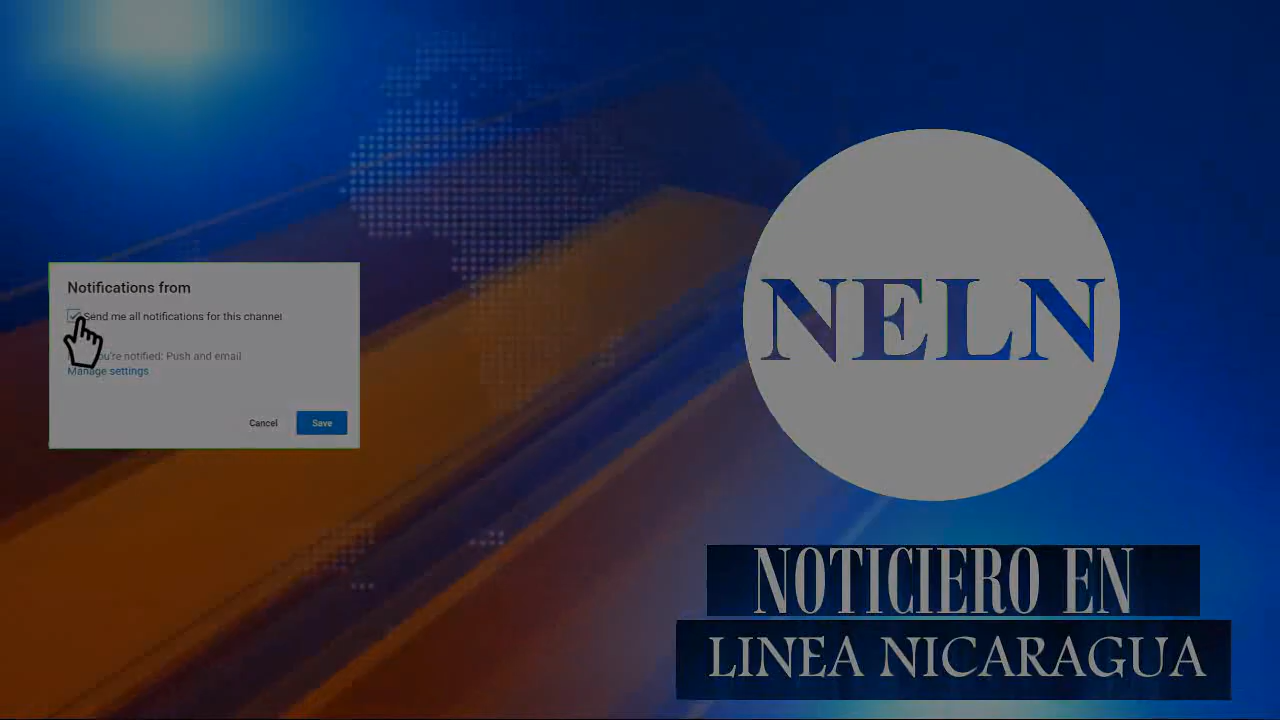 Notifications from
Send me all notifications for this channel
you're notified: Push and email
Manage settings
Cancel
Save
NELN
NOTICIERO EN
LINEA NICARAGUA